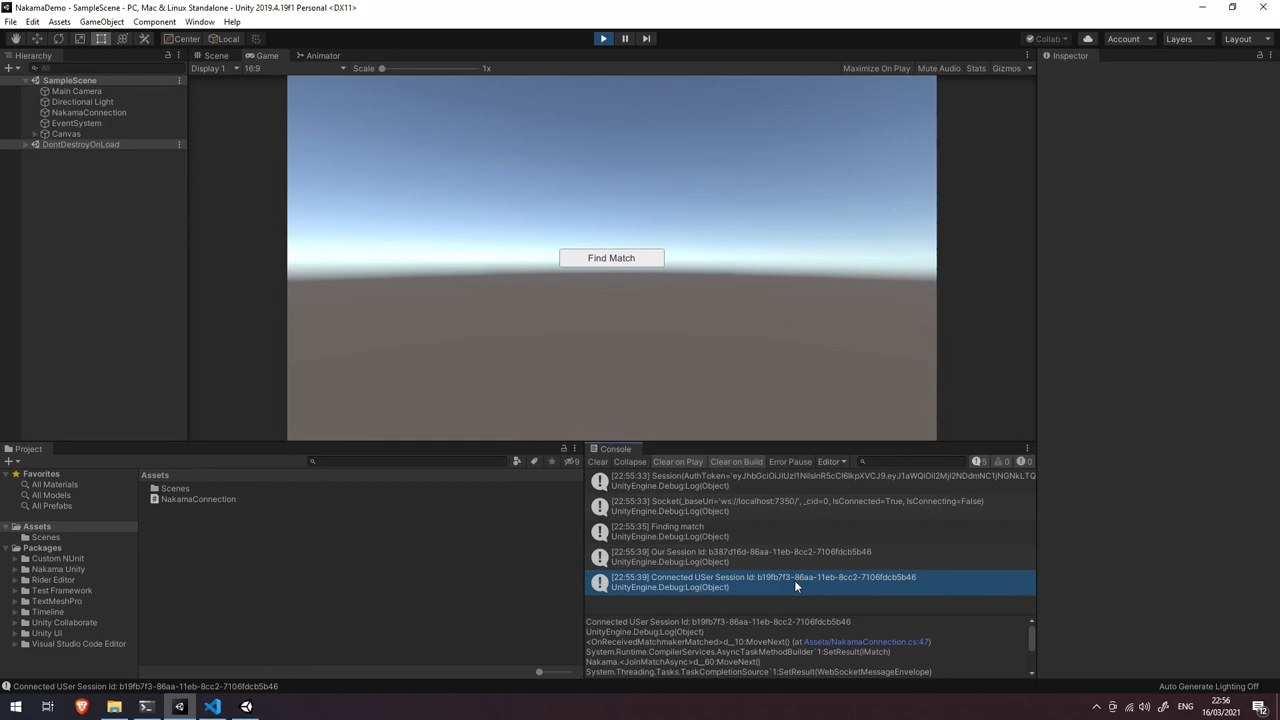 NakamaDemo - SampleScene - PC, Mac & Linux Standalone - Unity 2019.4.19f1 Personal <DX11>
File Edit Assets GameObject Component Window Help
Center Local Collab Account Layers Layout
Hierarchy Scene Game Animator Inspector
All
Display 1 16:9 Scale 1x Maximize On Play Mute Audio Stats Gizmos
SampleScene
Main Camera
Directional Light
NakamaConnection
EventSystem
Canvas
DontDestroyOnLoad
Find Match
Project
9
Favorites
All Materials
All Models
All Prefabs
Assets
Scenes
Packages
Custom NUnit
Nakama Unity
Rider Editor
Test Framework
TextMeshPro
Timeline
Unity Collaborate
Unity UI
Visual Studio Code Editor
Assets
Scenes
NakamaConnection
Console
Clear Collapse Clear on Play Clear on Build Error Pause Editor 5 0 0
UnityEngine.Debug:Log(Object)
[22:55:33] Socket(_baseUri='ws://localhost:7350/', _cid=0, IsConnected=True, IsConnecting=False)
UnityEngine.Debug:Log(Object)
[22:55:35] Finding match
UnityEngine.Debug:Log(Object)
[22:55:39] Our Session Id: b387d16d-86aa-11eb-8cc2-7106fdcb5b46
UnityEngine.Debug:Log(Object)
[22:55:39] Connected USer Session Id: b19fb7f3-86aa-11eb-8cc2-7106fdcb5b46
UnityEngine.Debug:Log(Object)
Connected USer Session Id: b19fb7f3-86aa-11eb-8cc2-7106fdcb5b46
UnityEngine.Debug:Log(Object)
<OnReceivedMatchmakerMatched>d__10:MoveNext() (at Assets/NakamaConnection.cs:47)
System.Runtime.CompilerServices.AsyncTaskMethodBuilder`1:SetResult(IMatch)
Nakama.<JoinMatchAsync>d__60:MoveNext()
System.Threading.Tasks.TaskCompletionSource`1:SetResult(WebSocketMessageEnvelope)
Connected USer Session Id: b19fb7f3-86aa-11eb-8cc2-7106fdcb5b46
Auto Generate Lighting Off
ENG
22:56
16/03/2021
12